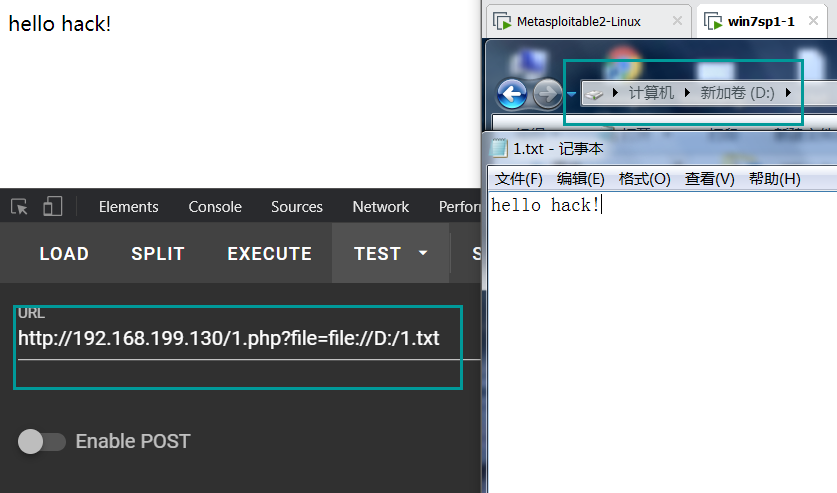 hello hack!
Metasploitable2-Linux
win7sp1-1
计算机
新加卷 (D:)
1.txt - 记事本
文件(F) 编辑(E) 格式(O) 查看(V) 帮助(H)
hello hack!
Elements Console Sources Network Perform
LOAD SPLIT EXECUTE TEST
URL
http://192.168.199.130/1.php?file=file://D:/1.txt
Enable POST